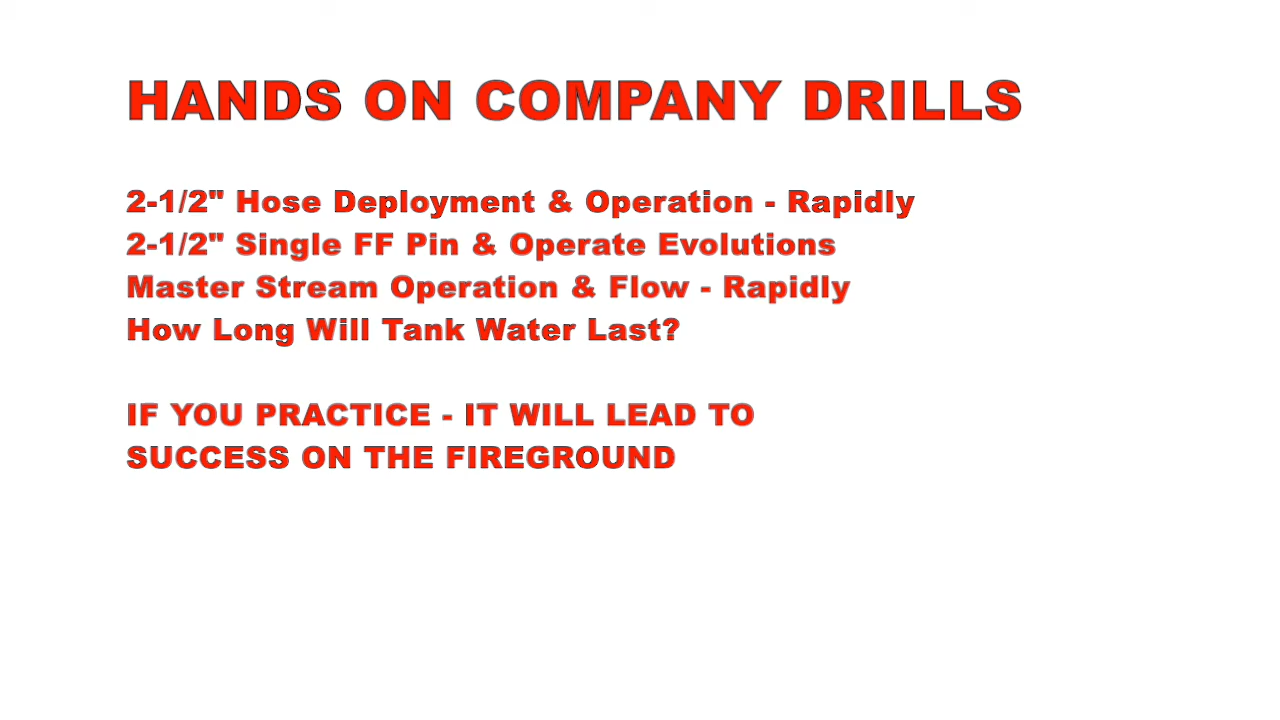 HANDS ON COMPANY DRILLS
2-1/2" Hose Deployment & Operation - Rapidly
2-1/2" Single FF Pin & Operate Evolutions
Master Stream Operation & Flow - Rapidly
How Long Will Tank Water Last?
IF YOU PRACTICE - IT WILL LEAD TO
SUCCESS ON THE FIREGROUND